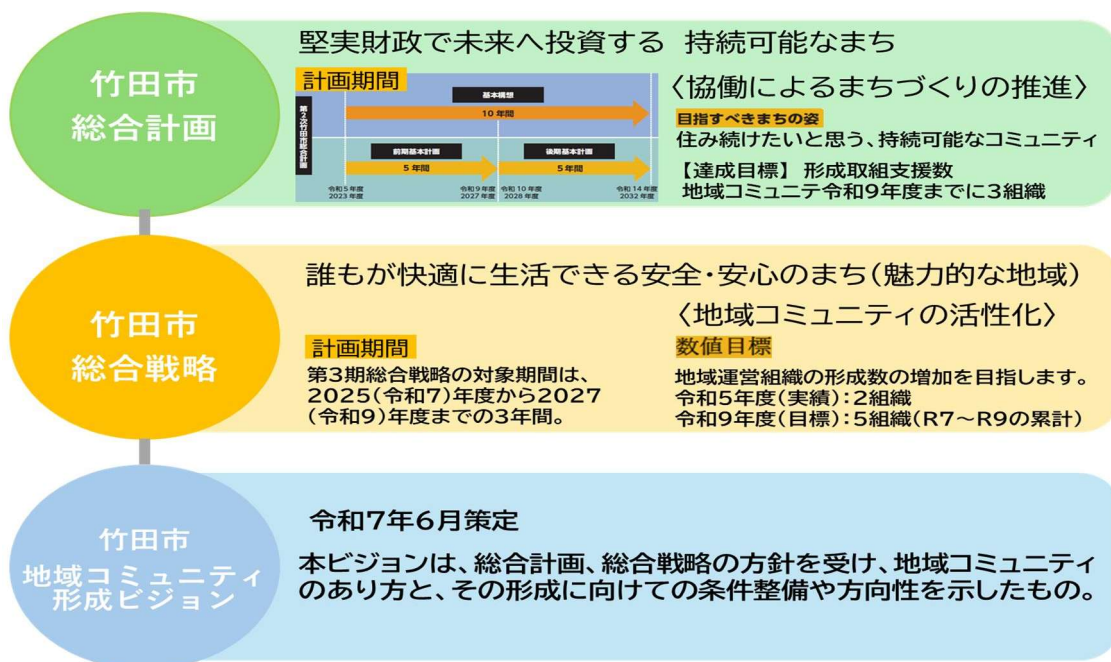 竹田市
総合計画
堅実財政で未来へ投資する 持続可能なまち
計画期間
第2次竹田市総合計画
基本構想
10年間
前期基本計画
5年間
後期基本計画
5年間
令和5年度
2023年度
令和9年度
2027年度
令和10年度
2028年度
令和14年度
2032年度
〈協働によるまちづくりの推進〉
目指すべきまちの姿
住み続けたいと思う、持続可能なコミュニティ
【達成目標】 形成取組支援数
地域コミュニテ令和9年度までに3組織
竹田市
総合戦略
誰もが快適に生活できる安全・安心のまち(魅力的な地域)
〈地域コミュニティの活性化〉
計画期間
第3期総合戦略の対象期間は、
2025(令和7)年度から2027
(令和9)年度までの3年間。
数値目標
地域運営組織の形成数の増加を目指します。
令和5年度(実績):2組織
令和9年度(目標):5組織(R7~R9の累計)
竹田市
地域コミュニティ
形成ビジョン
令和7年6月策定
本ビジョンは、総合計画、総合戦略の方針を受け、地域コミュニティ
のあり方と、その形成に向けての条件整備や方向性を示したもの。